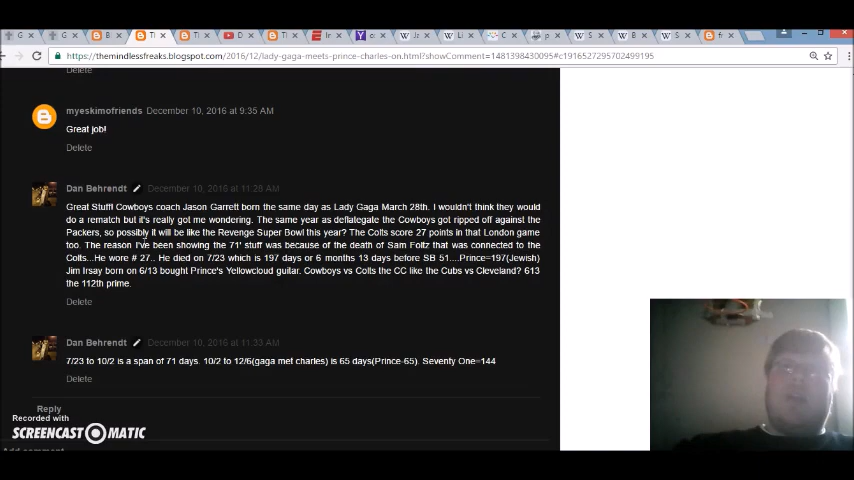 https://themindlessfreaks.blogspot.com/2016/12/lady-gaga-meets-prince-charles-on.html?showComment=1481398430095#c1916527295702499195
Delete
myeskimofriends December 10, 2016 at 9:35 AM
Great job!
Delete
Dan Behrendt December 10, 2016 at 11:29 AM
Great Stuff! Cowboys coach Jason Garrett born the same day as Lady Gaga March 28th. I wouldn't think they would
do a rematch but it's really got me wondering. The same year as deflategate the Cowboys got ripped off against the
Packers, so possibly it will be like the Revenge Super Bowl this year? The Colts score 27 points in that London game
too. The reason I've been showing the 71' stuff was because of the death of Sam Foltz that was connected to the
Colts...He wore # 27.. He died on 7/23 which is 197 days or 6 months 13 days before SB 51....Prince=197(Jewish)
Jim Irsay born on 6/13 bought Prince's Yellowcloud guitar. Cowboys vs Colts the CC like the Cubs vs Cleveland? 613
the 112th prime.
Delete
Dan Behrendt December 10, 2016 at 11:33 AM
7/23 to 10/2 is a span of 71 days. 10/2 to 12/6(gaga met charles) is 65 days(Prince-65). Seventy One=144
Delete
Reply
Recorded with
SCREENCAST MATIC